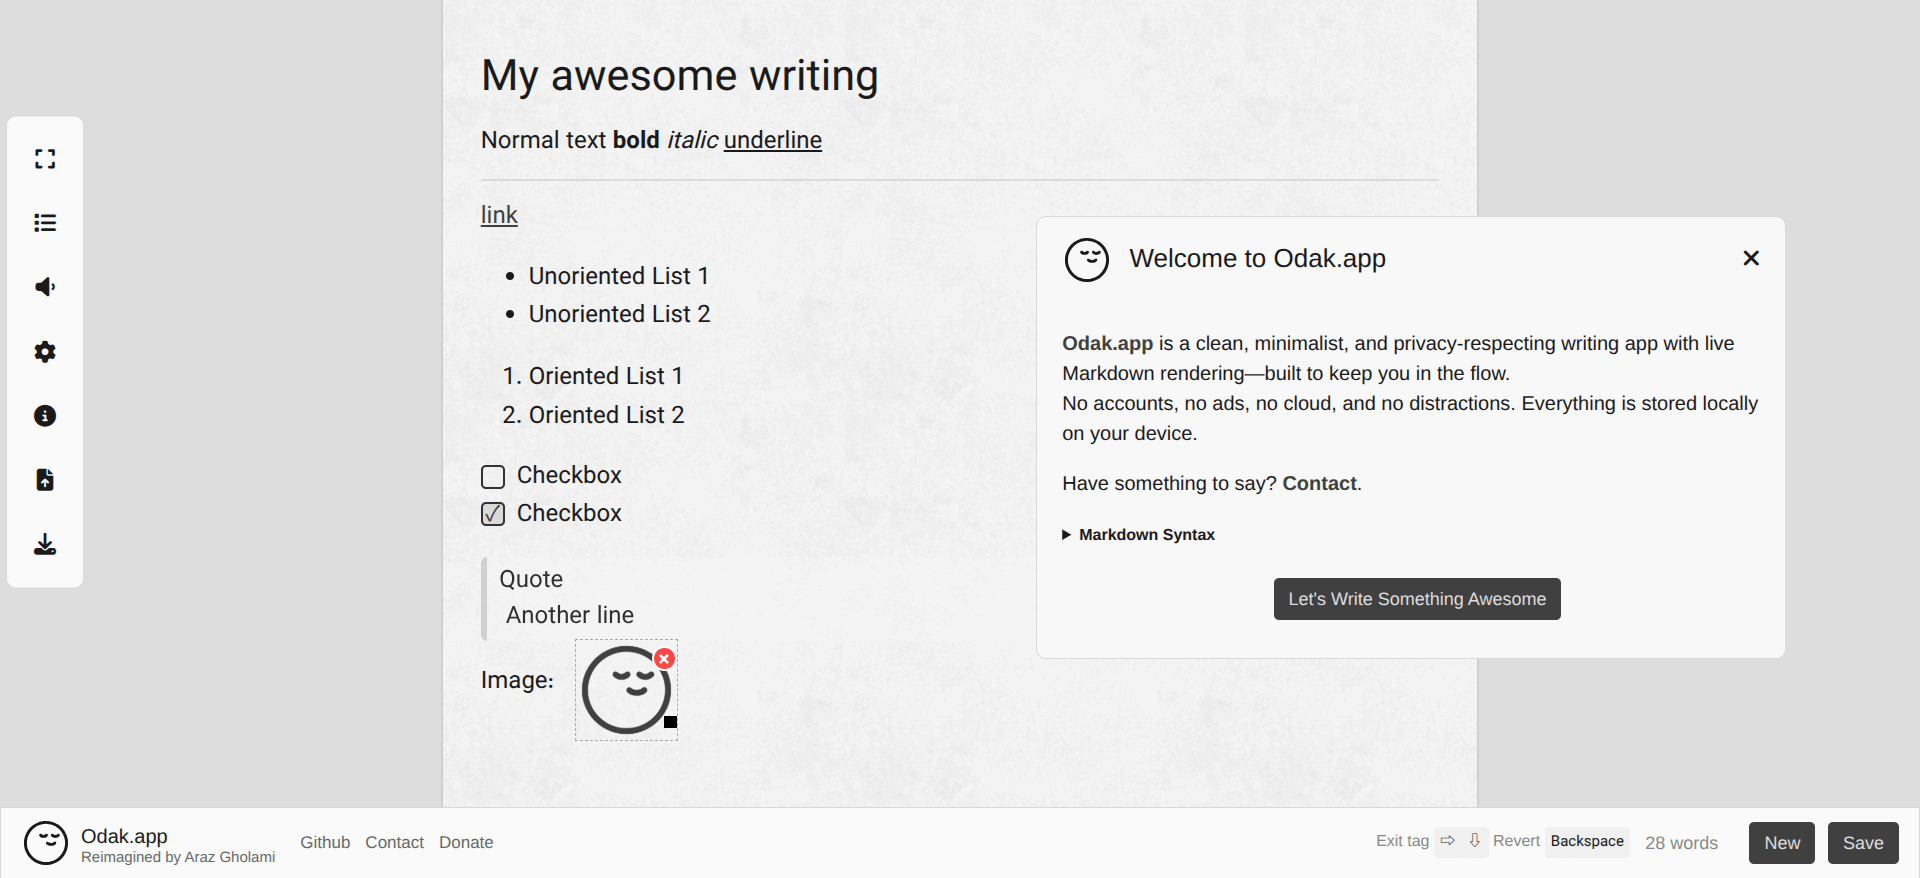 My awesome writing
Normal text bold italic underline
link
• Unoriented List 1
• Unoriented List 2
1. Oriented List 1
2. Oriented List 2
Checkbox
Checkbox
Quote
Another line
Image:
Welcome to Odak.app
Odak.app is a clean, minimalist, and privacy-respecting writing app with live
Markdown rendering—built to keep you in the flow.
No accounts, no ads, no cloud, and no distractions. Everything is stored locally
on your device.
Have something to say? Contact.
Markdown Syntax
Let's Write Something Awesome
Odak.app
Reimagined by Araz Gholami
Github Contact Donate
Exit tag ⇨ ⇩ Revert Backspace 28 words New Save